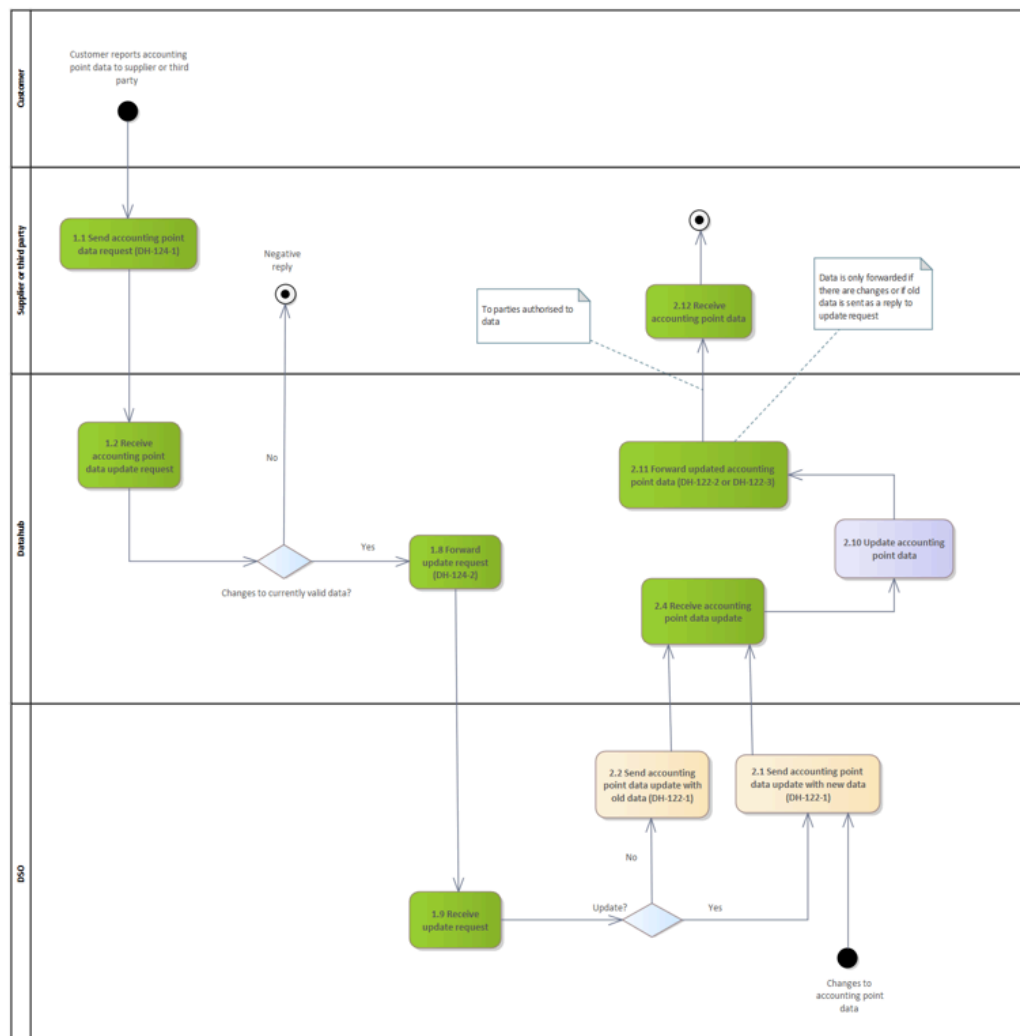 Customer
Customer reports accounting
point data to supplier or third
party
Supplier or third party
1.1 Send accounting point
data request (DH-124-1)
Negative
reply
To parties authorised to
data
2.12 Receive
accounting point data
Data is only forwarded if
there are changes or if old
data is sent as a reply to
update request
Datahub
1.2 Receive
accounting point
data update request
No
Yes
Changes to currently valid data?
1.8 Forward
update request
(DH-124-2)
2.11 Forward updated accounting
point data (DH-122-2 or DH-122-3)
2.10 Update accounting
point data
2.4 Receive accounting
point data update
DSO
2.2 Send accounting
point data update with
old data (DH-122-1)
2.1 Send accounting point
data update with new data
(DH-122-1)
No
1.9 Receive
update request
Update?
Yes
Changes to
accounting point
data